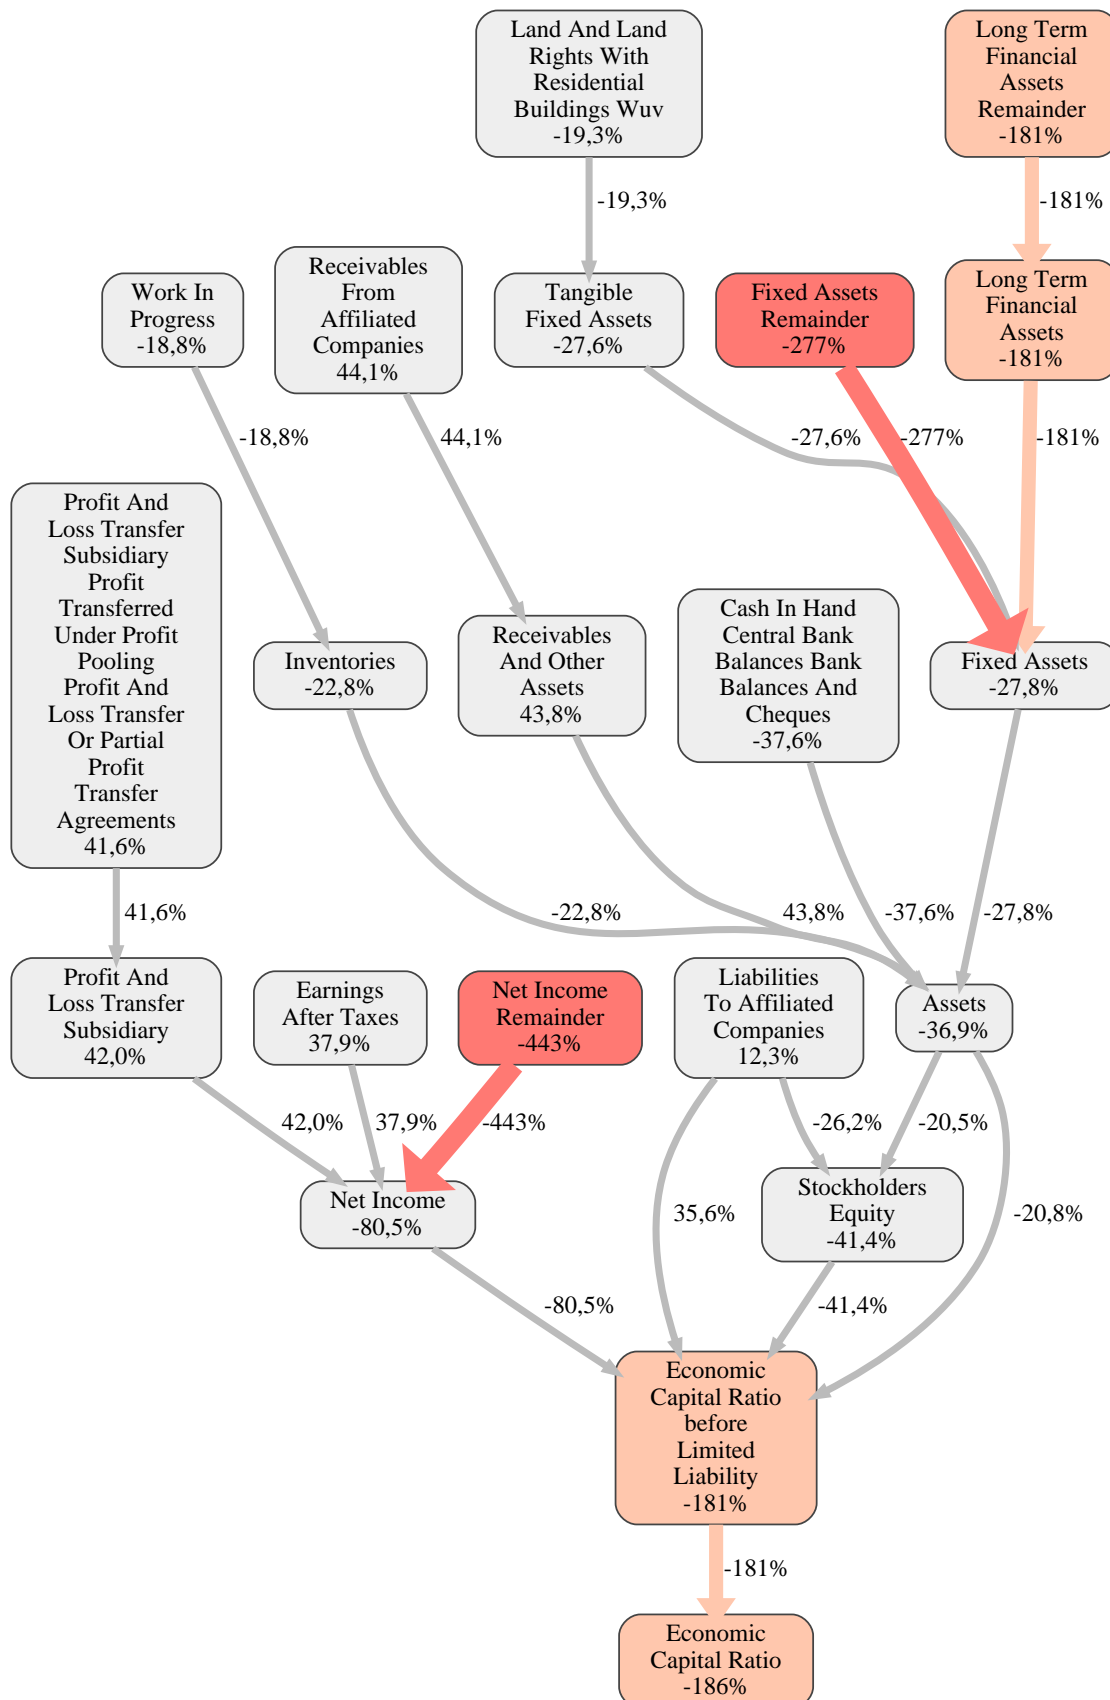 Land And Land
Rights With
Residential
Buildings Wuv
-19,3%
Long Term
Financial
Assets
Remainder
-181%
-19,3%
-181%
Work In
Progress
-18,8%
Receivables
From
Affiliated
Companies
44,1%
Tangible
Fixed Assets
-27,6%
Fixed Assets
Remainder
-277%
Long Term
Financial
Assets
-181%
-18,8%
44,1%
-27,6%
-277%
-181%
Profit And
Loss Transfer
Subsidiary
Profit
Transferred
Under Profit
Pooling
Profit And
Loss Transfer
Or Partial
Profit
Transfer
Agreements
41,6%
Inventories
-22,8%
Receivables
And Other
Assets
43,8%
Cash In Hand
Central Bank
Balances Bank
Balances And
Cheques
-37,6%
Fixed Assets
-27,8%
41,6%
-22,8%
43,8%
-37,6%
-27,8%
Profit And
Loss Transfer
Subsidiary
42,0%
Earnings
After Taxes
37,9%
Net Income
Remainder
-443%
Liabilities
To Affiliated
Companies
12,3%
Assets
-36,9%
42,0%
37,9%
-443%
-26,2%
-20,5%
Net Income
-80,5%
35,6%
Stockholders
Equity
-41,4%
-20,8%
-80,5%
-41,4%
Economic
Capital Ratio
before
Limited
Liability
-181%
-181%
Economic
Capital Ratio
-186%